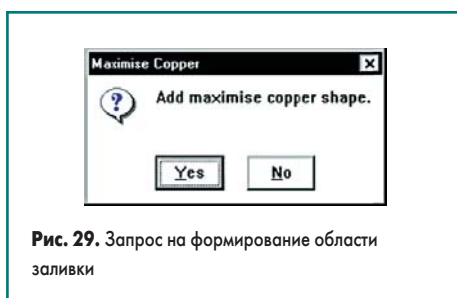 Maximise Copper
Add maximise copper shape.
Yes No
Рис. 29. Запрос на формирование области
заливки